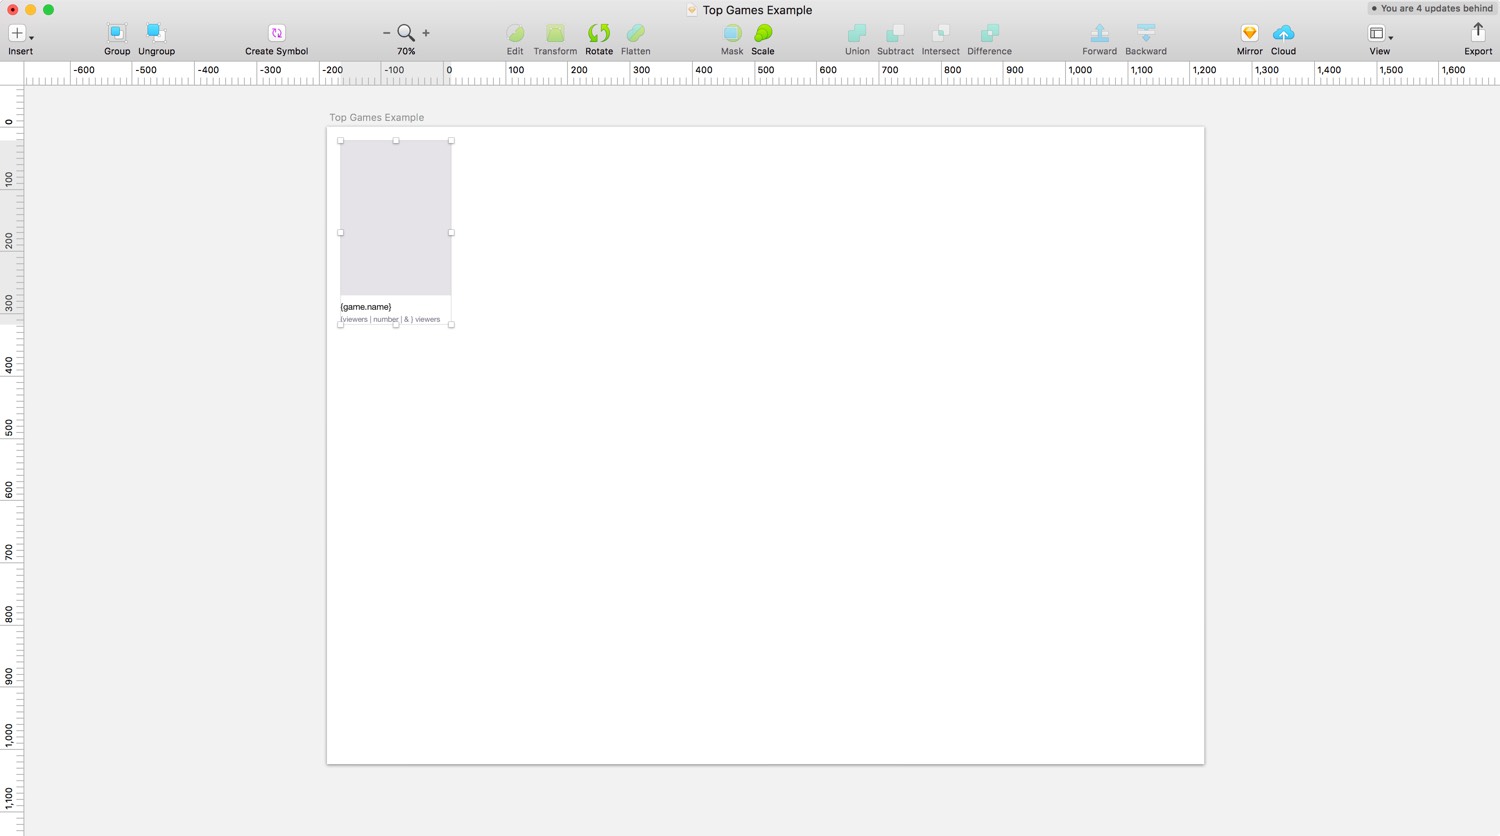 Top Games Example
You are 4 updates behind
Insert
Group
Ungroup
Create Symbol
70%
Edit
Transform
Rotate
Flatten
Mask
Scale
Union
Subtract
Intersect
Difference
Forward
Backward
Mirror
Cloud
View
Export
-600 -500 -400 -300 -200 -100 0 100 200 300 400 500 600 700 800 900 1,000 1,100 1,200 1,300 1,400 1,500 1,600
0
100
200
300
400
500
600
700
800
900
1,000
1,100
Top Games Example
{game.name}
{viewers | number | & } viewers